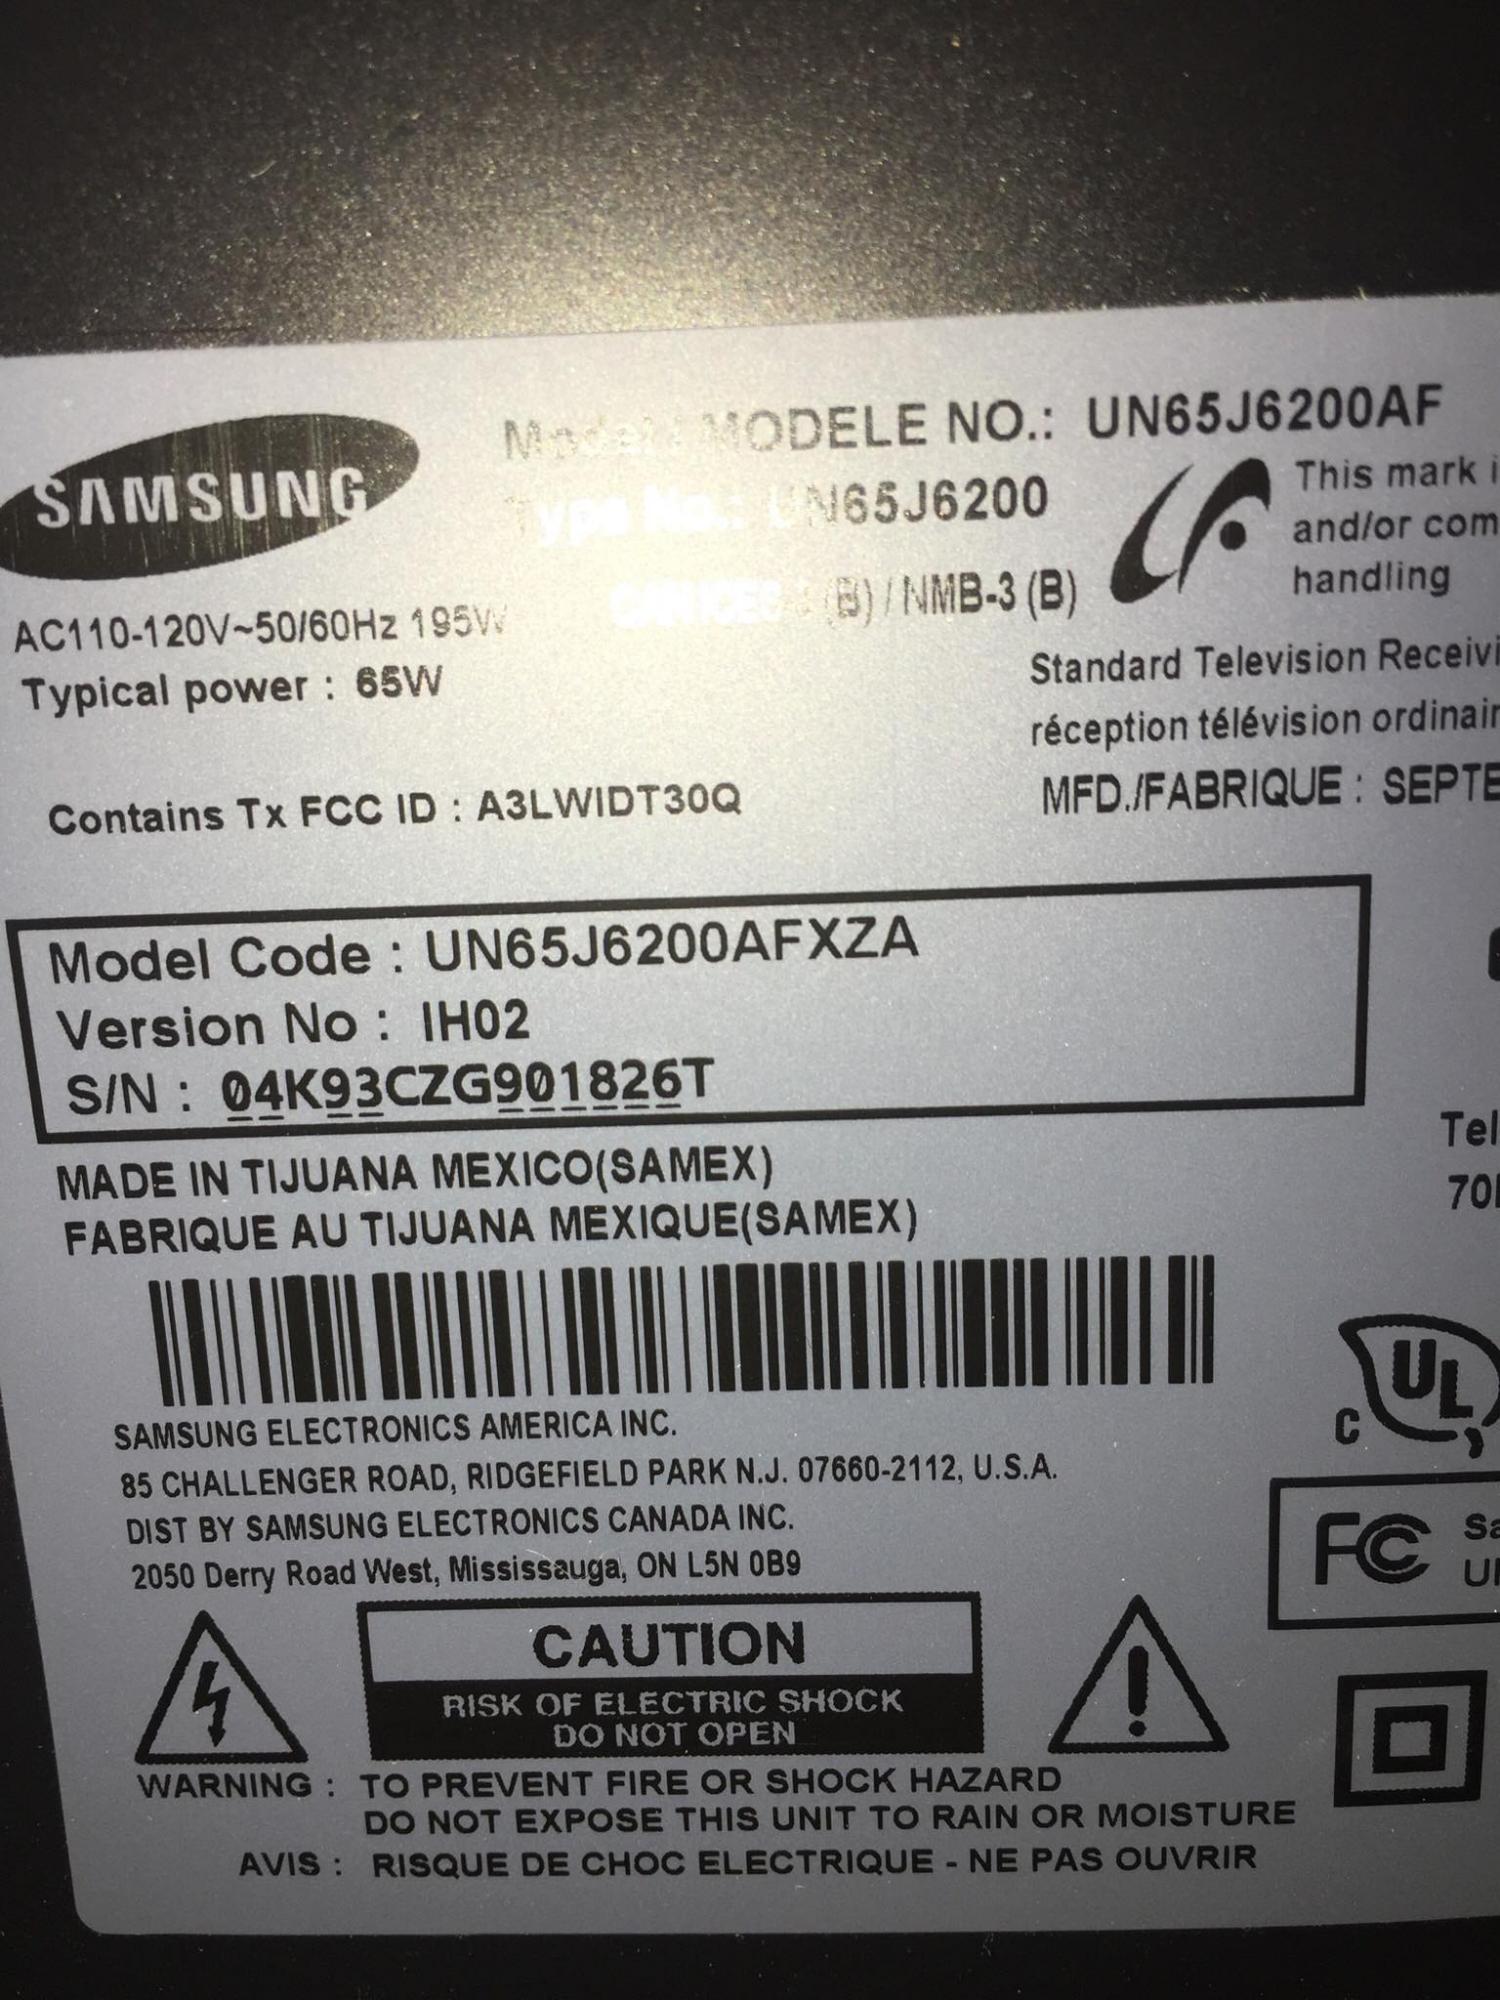 SAMSUNG
Model / MODELE NO.: UN65J6200AF
Type No.: UN65J6200
This mark i
and/or com
handling
(B) / NMB-3 (B)
AC110-120V~50/60Hz 195W
Typical power : 65W
Standard Television Receivi
réception télévision ordinair
Contains Tx FCC ID : A3LWIDT30Q
MFD./FABRIQUE : SEPTE
Model Code : UN65J6200AFXZA
Version No : IH02
S/N : 04K93CZG901826T
Tel
MADE IN TIJUANA MEXICO(SAMEX)
FABRIQUE AU TIJUANA MEXIQUE(SAMEX)
C UL
SAMSUNG ELECTRONICS AMERICA INC.
85 CHALLENGER ROAD, RIDGEFIELD PARK N.J. 07660-2112, U.S.A.
DIST BY SAMSUNG ELECTRONICS CANADA INC.
2050 Derry Road West, Mississauga, ON L5N 0B9
FC Sa
CAUTION
RISK OF ELECTRIC SHOCK
DO NOT OPEN
WARNING : TO PREVENT FIRE OR SHOCK HAZARD
DO NOT EXPOSE THIS UNIT TO RAIN OR MOISTURE
AVIS : RISQUE DE CHOC ELECTRIQUE - NE PAS OUVRIR